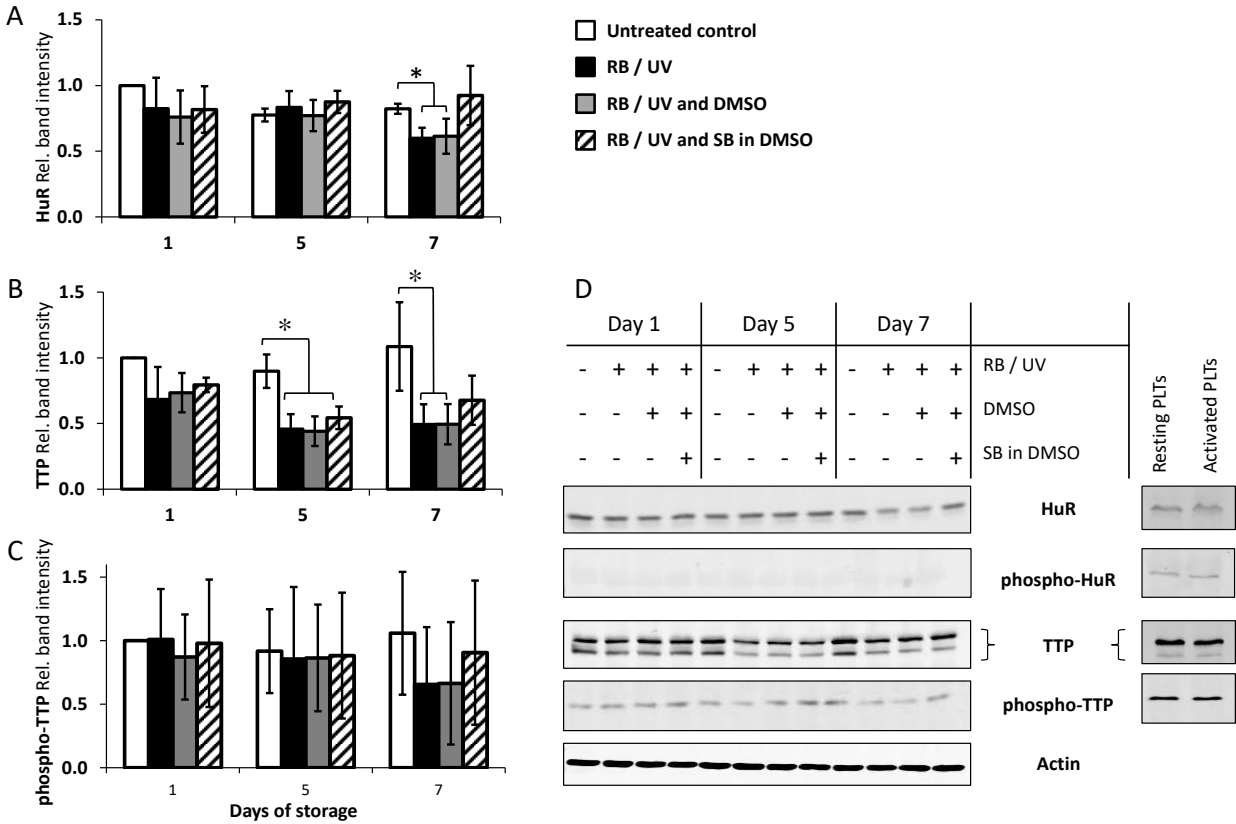 A
HuR Rel. band intensity
1.5
1.0
0.5
0.0
*
1 5 7
Untreated control
RB / UV
RB / UV and DMSO
RB / UV and SB in DMSO
B
TTP Rel. band intensity
1.5
1.0
0.5
0.0
* *
1 5 7
C
phospho-TTP Rel. band intensity
1.5
1.0
0.5
0.0
1 5 7
Days of storage
D
Day 1 Day 5 Day 7
- + + + - + + + - + + + RB / UV
- - + + - - + + - - + + DMSO
- - - + - - - + - - - + SB in DMSO
Resting PLTs
Activated PLTs
HuR
phospho-HuR
TTP
phospho-TTP
Actin